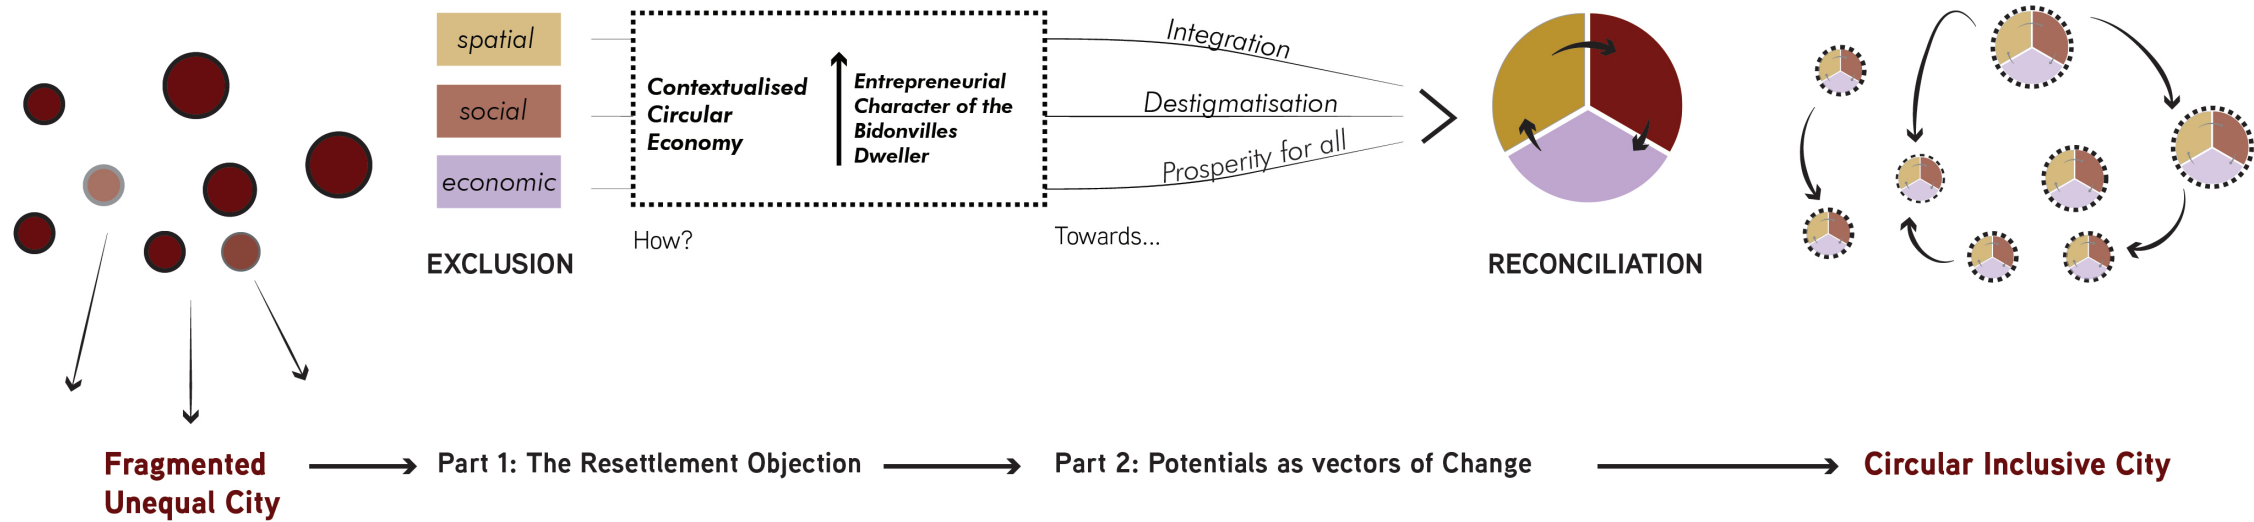 spatial
social
economic
EXCLUSION
Contextualised
Circular
Economy
Entrepreneurial
Character of the
Bidonvilles
Dweller
How?
Integration
Destigmatisation
Prosperity for all
Towards...
RECONCILIATION
Fragmented
Unequal City
Part 1: The Resettlement Objection
Part 2: Potentials as vectors of Change
Circular Inclusive City